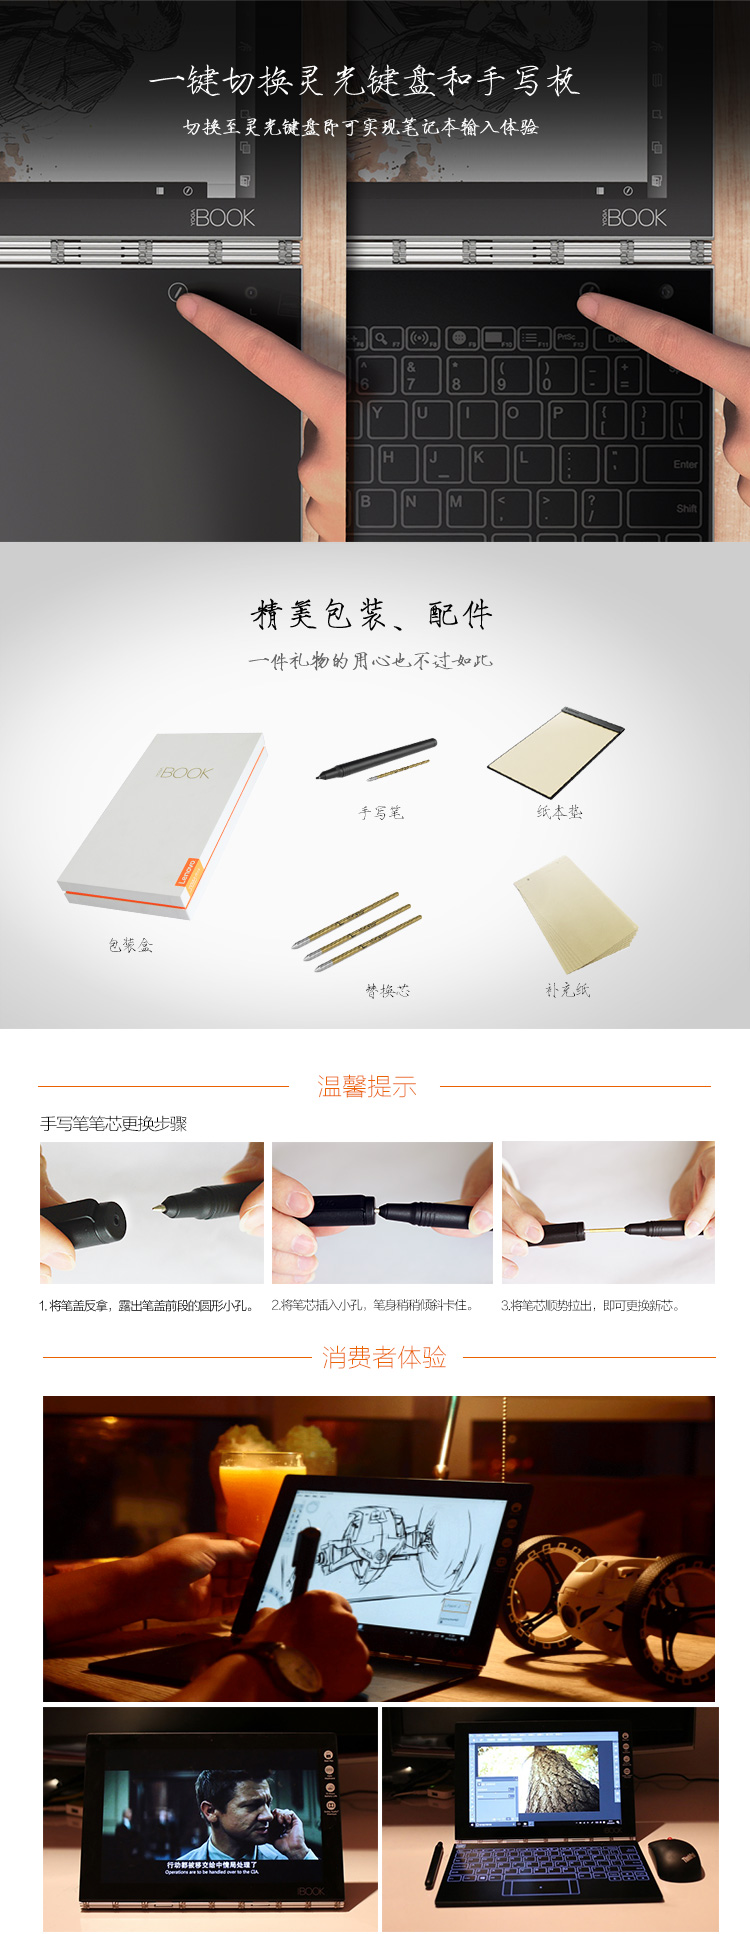 一键切换灵光键盘和手写板
切换至灵光键盘即可实现笔记本输入体验
YOGA BOOK
YOGA BOOK
F7
F8
F9
F10
F11
PrtSc
F12
Del
^
6
&
7
*
8
(
9
)
0
-
-
+
=
Y
U
I
O
P
{
[
}
]
|
\
H
J
K
L
:
;
"
'
Enter
B
N
M
<
,
>
.
?
/
Shift
精美包装、配件
一件礼物的用心也不过如此
BOOK
Lenovo
包装盒
手写笔
纸本垫
替换芯
补充纸
温馨提示
手写笔笔芯更换步骤
1. 将笔盖反拿，露出笔盖前段的圆形小孔。
2.将笔芯插入小孔，笔身稍稍倾斜卡住。
3.将笔芯顺势拉出，即可更换新芯。
消费者体验
行动都被移交给中情局处理了
Operations are to be handed over to the CIA.
BOOK
BOOK